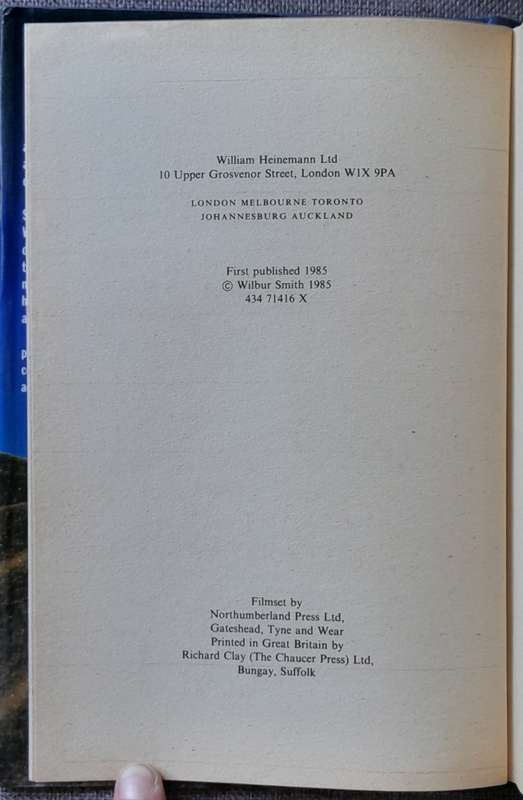 William Heinemann Ltd
10 Upper Grosvenor Street, London W1X 9PA
LONDON MELBOURNE TORONTO
JOHANNESBURG AUCKLAND
First published 1985
© Wilbur Smith 1985
434 71416 X
Filmset by
Northumberland Press Ltd,
Gateshead, Tyne and Wear
Printed in Great Britain by
Richard Clay (The Chaucer Press) Ltd,
Bungay, Suffolk